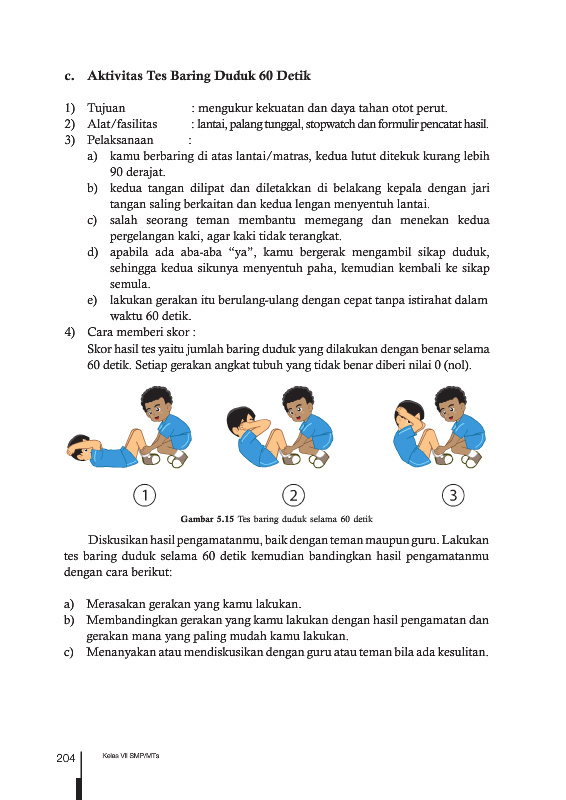 c. Aktivitas Tes Baring Duduk 60 Detik
1) Tujuan : mengukur kekuatan dan daya tahan otot perut.
2) Alat/fasilitas : lantai, palang tunggal, stopwatch dan formulir pencatat hasil.
3) Pelaksanaan :
a) kamu berbaring di atas lantai/matras, kedua lutut ditekuk kurang lebih
90 derajat.
b) kedua tangan dilipat dan diletakkan di belakang kepala dengan jari
tangan saling berkaitan dan kedua lengan menyentuh lantai.
c) salah seorang teman membantu memegang dan menekan kedua
pergelangan kaki, agar kaki tidak terangkat.
d) apabila ada aba-aba “ya”, kamu bergerak mengambil sikap duduk,
sehingga kedua sikunya menyentuh paha, kemudian kembali ke sikap
semula.
e) lakukan gerakan itu berulang-ulang dengan cepat tanpa istirahat dalam
waktu 60 detik.
4) Cara memberi skor :
Skor hasil tes yaitu jumlah baring duduk yang dilakukan dengan benar selama
60 detik. Setiap gerakan angkat tubuh yang tidak benar diberi nilai 0 (nol).
1 2 3
Gambar 5.15 Tes baring duduk selama 60 detik
Diskusikan hasil pengamatanmu, baik dengan teman maupun guru. Lakukan
tes baring duduk selama 60 detik kemudian bandingkan hasil pengamatanmu
dengan cara berikut:
a) Merasakan gerakan yang kamu lakukan.
b) Membandingkan gerakan yang kamu lakukan dengan hasil pengamatan dan
gerakan mana yang paling mudah kamu lakukan.
c) Menanyakan atau mendiskusikan dengan guru atau teman bila ada kesulitan.
204 Kelas VII SMP/MTs